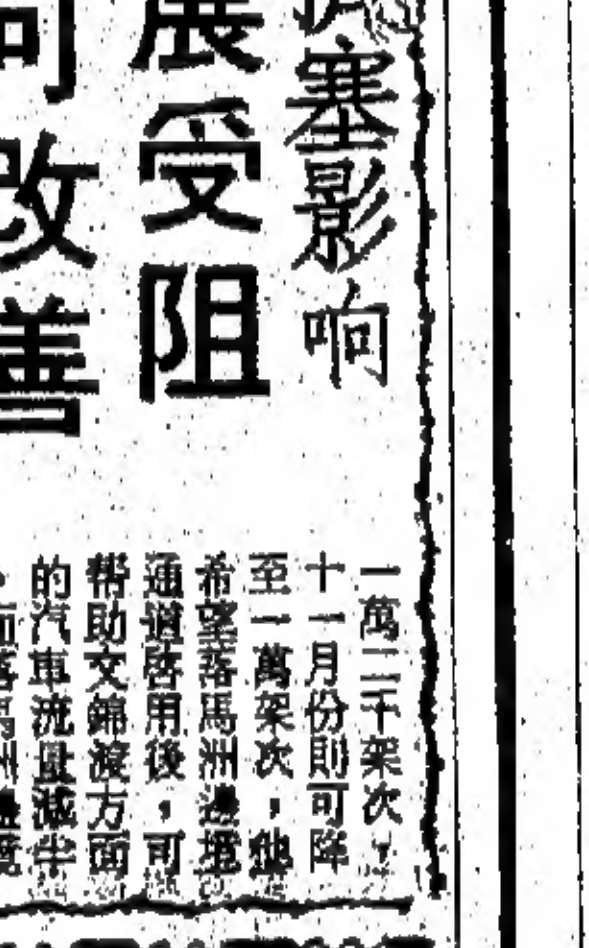 塞影响
展受阻
改善
一萬二千架次，
十一月份則可降
至一萬架次，他
希望落馬洲邊境
通道啓用後，可
帮助文錦渡方面
的汽車流量減半